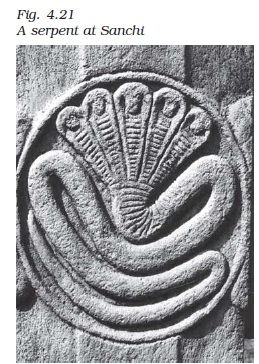 Fig. 4.21
A serpent at Sanchi